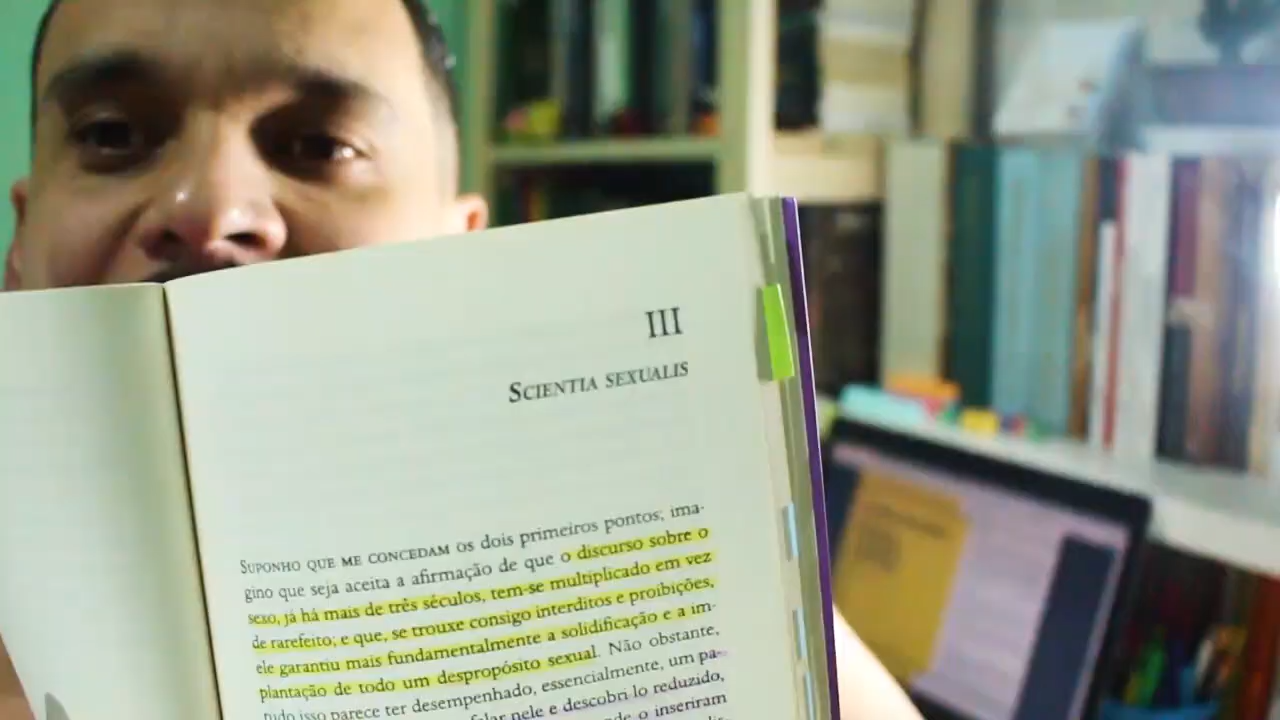 III
SCIENTIA SEXUALIS
SUPONHO QUE ME CONCEDAM os dois primeiros pontos; ima-
gino que seja aceita a afirmação de que o discurso sobre o
sexo, já há mais de três séculos, tem-se multiplicado em vez
de rarefeito; e que, se trouxe consigo interditos e proibições,
ele garantiu mais fundamentalmente a solidificação e a im-
plantação de todo um despropósito sexual. Não obstante,
tudo isso parece ter desempenhado, essencialmente, um pa-
falar nele e descobri-lo reduzido,
o inseriram